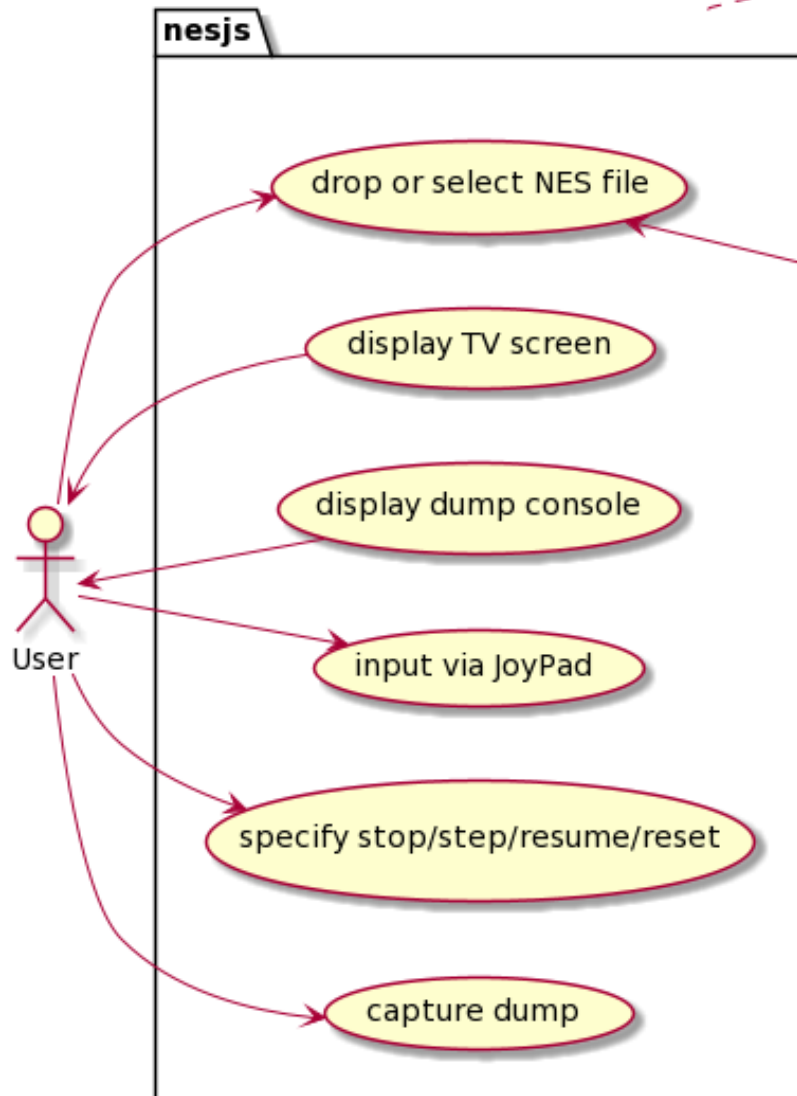 nesjs
drop or select NES file
display TV screen
display dump console
input via JoyPad
User
specify stop/step/resume/reset
capture dump